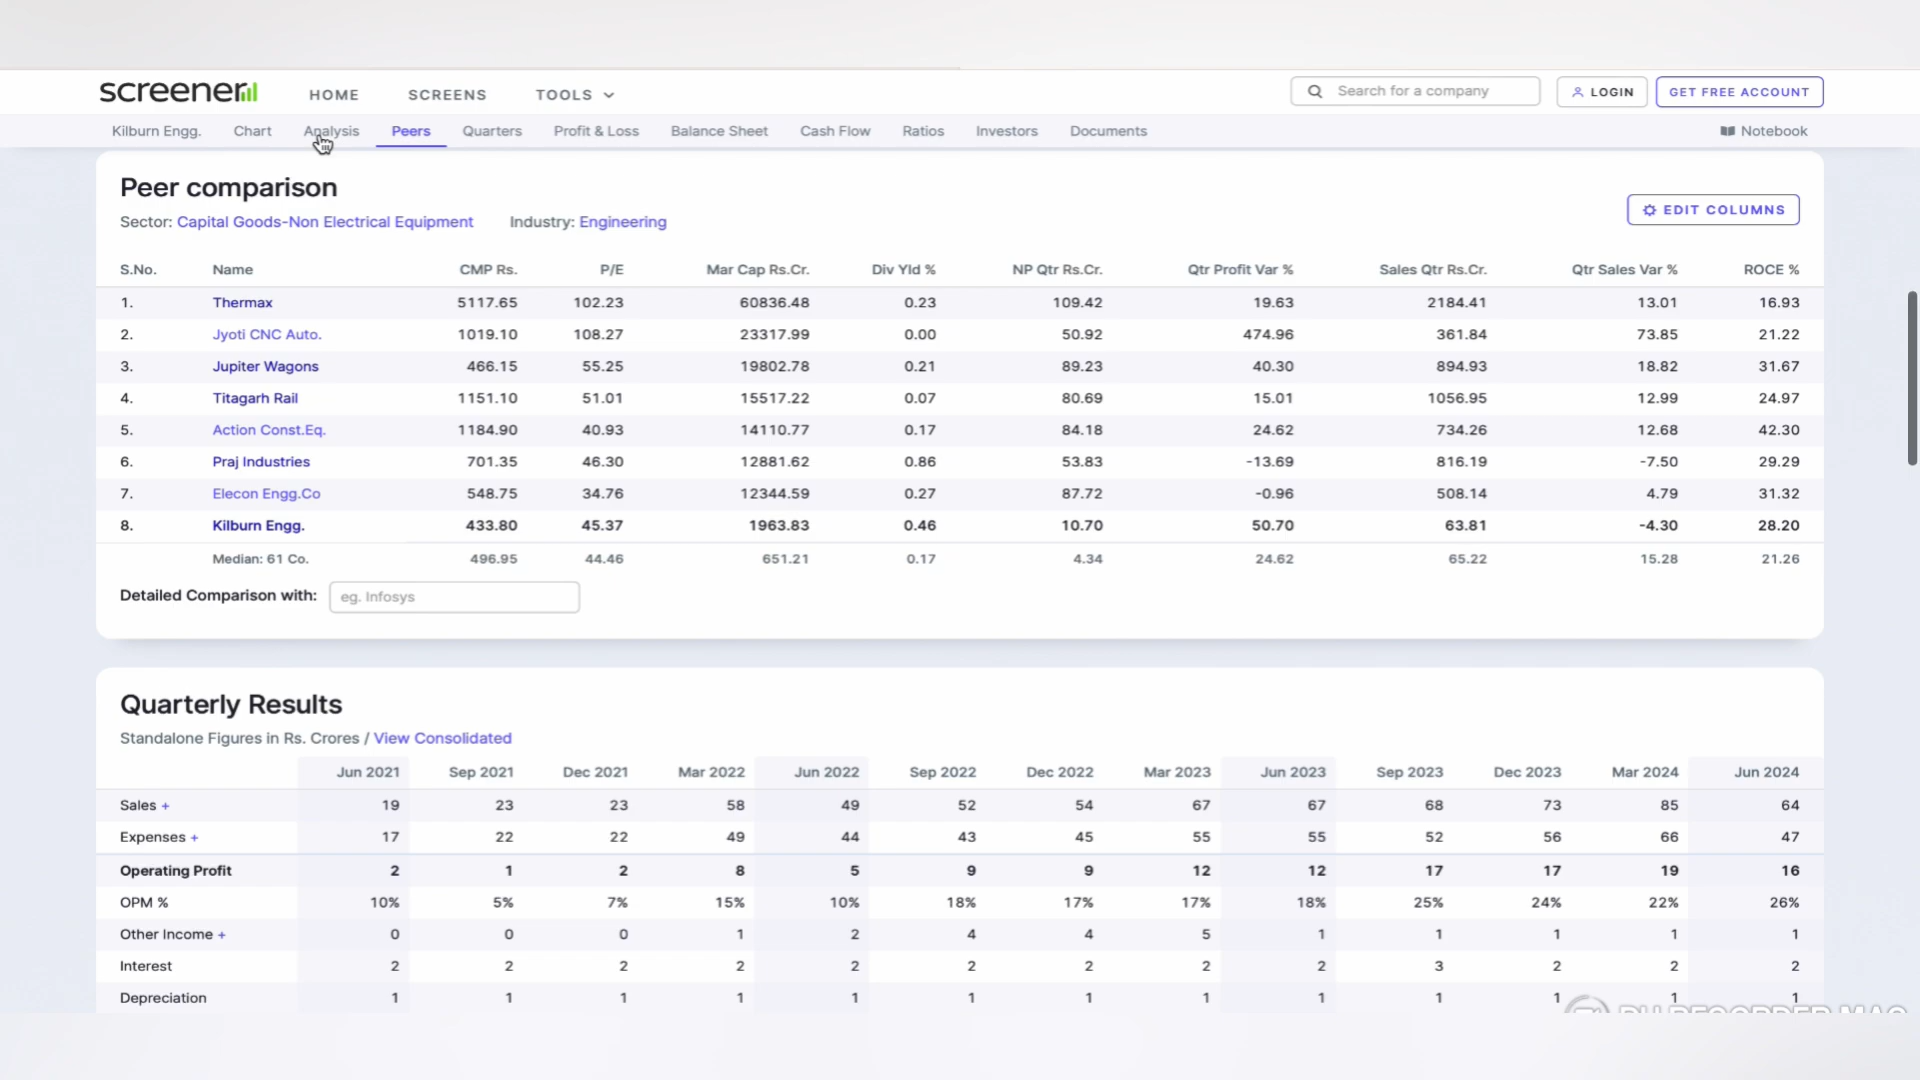 screener HOME SCREENS TOOLS Search for a company LOGIN GET FREE ACCOUNT
Kilburn Engg. Chart Analysis Peers Quarters Profit & Loss Balance Sheet Cash Flow Ratios Investors Documents Notebook
Peer comparison
Sector: Capital Goods-Non Electrical Equipment Industry: Engineering
EDIT COLUMNS
S.No. Name CMP Rs. P/E Mar Cap Rs.Cr. Div Yld % NP Qtr Rs.Cr. Qtr Profit Var % Sales Qtr Rs.Cr. Qtr Sales Var % ROCE %
1. Thermax 5117.65 102.23 60836.48 0.23 109.42 19.63 2184.41 13.01 16.93
2. Jyoti CNC Auto. 1019.10 108.27 23317.99 0.00 50.92 474.96 361.84 73.85 21.22
3. Jupiter Wagons 466.15 55.25 19802.78 0.21 89.23 40.30 894.93 18.82 31.67
4. Titagarh Rail 1151.10 51.01 15517.22 0.07 80.69 15.01 1056.95 12.99 24.97
5. Action Const.Eq. 1184.90 40.93 14110.77 0.17 84.18 24.62 734.26 12.68 42.30
6. Praj Industries 701.35 46.30 12881.62 0.86 53.83 -13.69 816.19 -7.50 29.29
7. Elecon Engg.Co 548.75 34.76 12344.59 0.27 87.72 -0.96 508.14 4.79 31.32
8. Kilburn Engg. 433.80 45.37 1963.83 0.46 10.70 50.70 63.81 -4.30 28.20
Median: 61 Co. 496.95 44.46 651.21 0.17 4.34 24.62 65.22 15.28 21.26
Detailed Comparison with: eg. Infosys
Quarterly Results
Standalone Figures in Rs. Crores / View Consolidated
Jun 2021 Sep 2021 Dec 2021 Mar 2022 Jun 2022 Sep 2022 Dec 2022 Mar 2023 Jun 2023 Sep 2023 Dec 2023 Mar 2024 Jun 2024
Sales + 19 23 23 58 49 52 54 67 67 68 73 85 64
Expenses + 17 22 22 49 44 43 45 55 55 52 56 66 47
Operating Profit 2 1 2 8 5 9 9 12 12 17 17 19 16
OPM % 10% 5% 7% 15% 10% 18% 17% 17% 18% 25% 24% 22% 26%
Other Income + 0 0 0 1 2 4 4 5 1 1 1 1 1
Interest 2 2 2 2 2 2 2 2 2 3 2 2 2
Depreciation 1 1 1 1 1 1 1 1 1 1 1 1 1